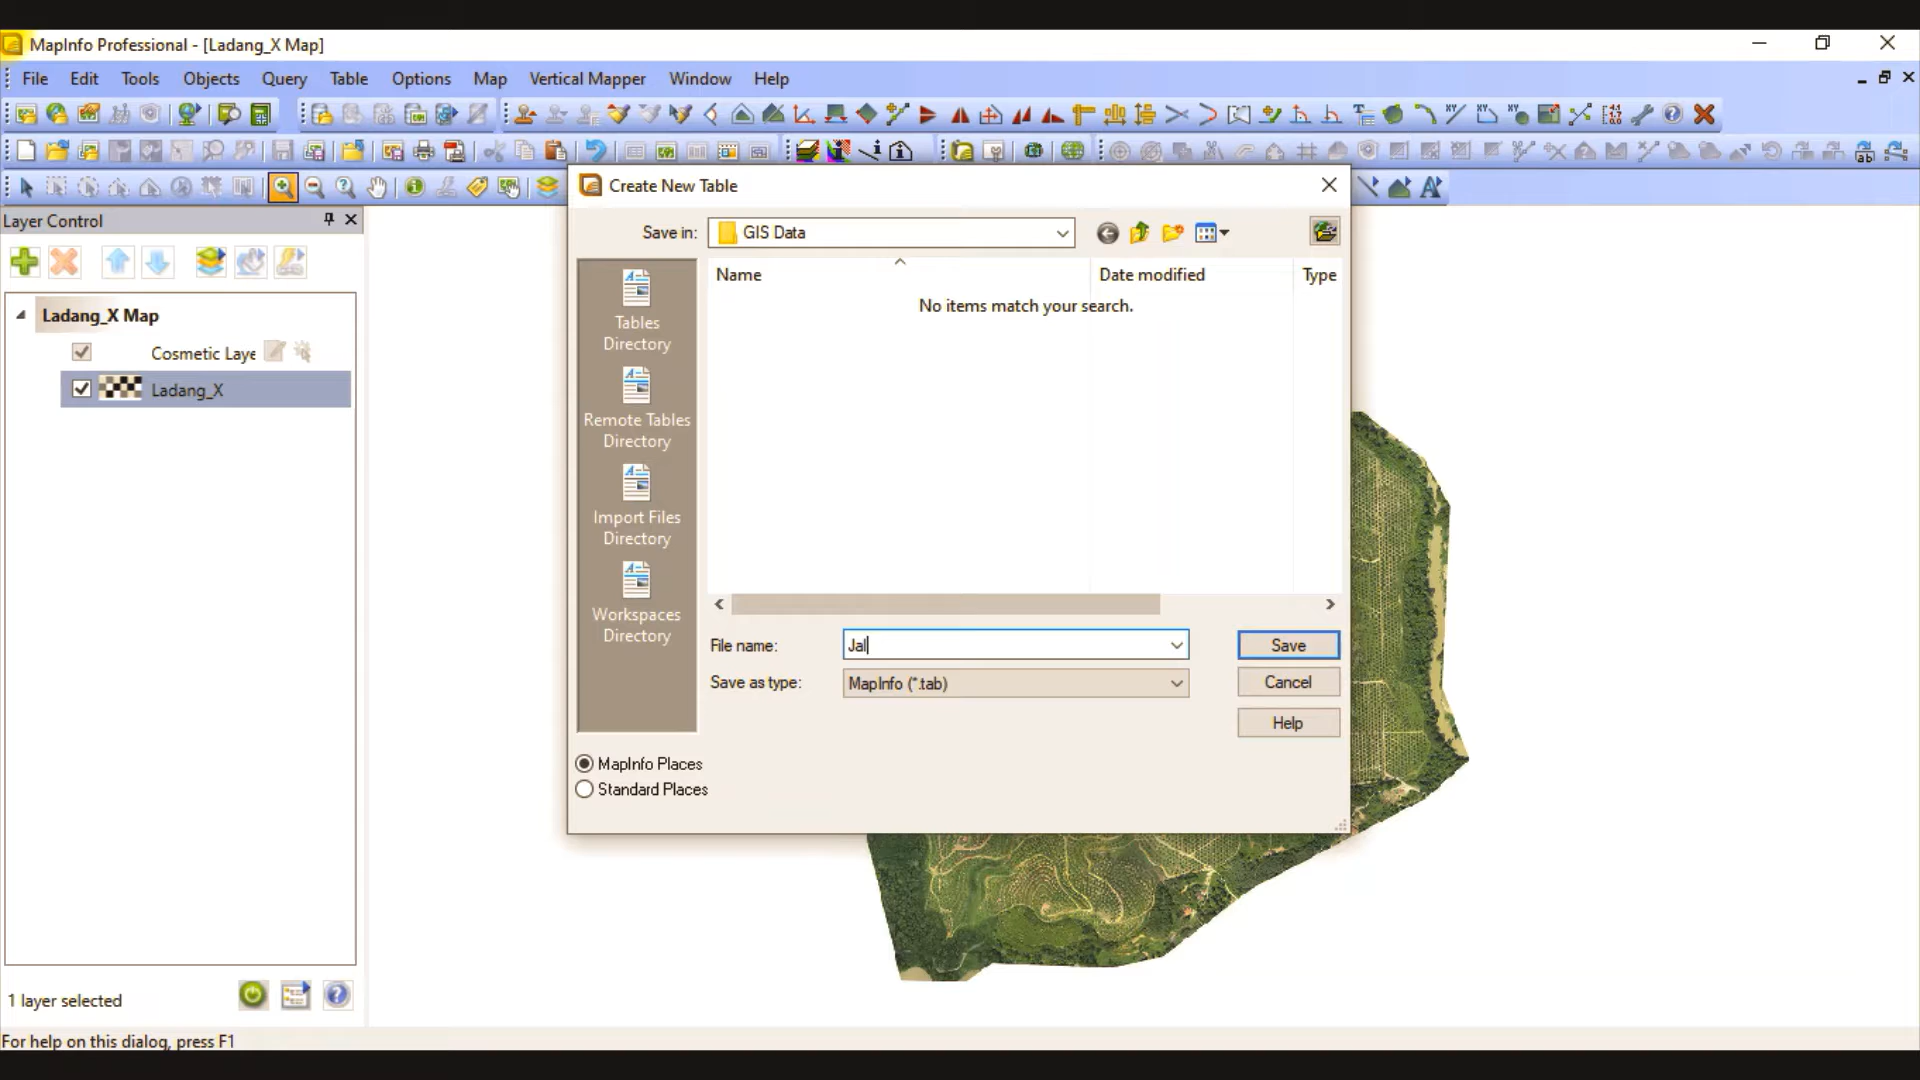 MapInfo Professional - [Ladang_X Map]
File Edit Tools Objects Query Table Options Map Vertical Mapper Window Help
Layer Control
Ladang_X Map
Cosmetic Laye
Ladang_X
1 layer selected
For help on this dialog, press F1
Create New Table
Save in: GIS Data
Name Date modified Type
No items match your search.
Tables
Directory
Remote Tables
Directory
Import Files
Directory
Workspaces
Directory
File name: Jal Save
Save as type: MapInfo (*.tab) Cancel
Help
MapInfo Places
Standard Places